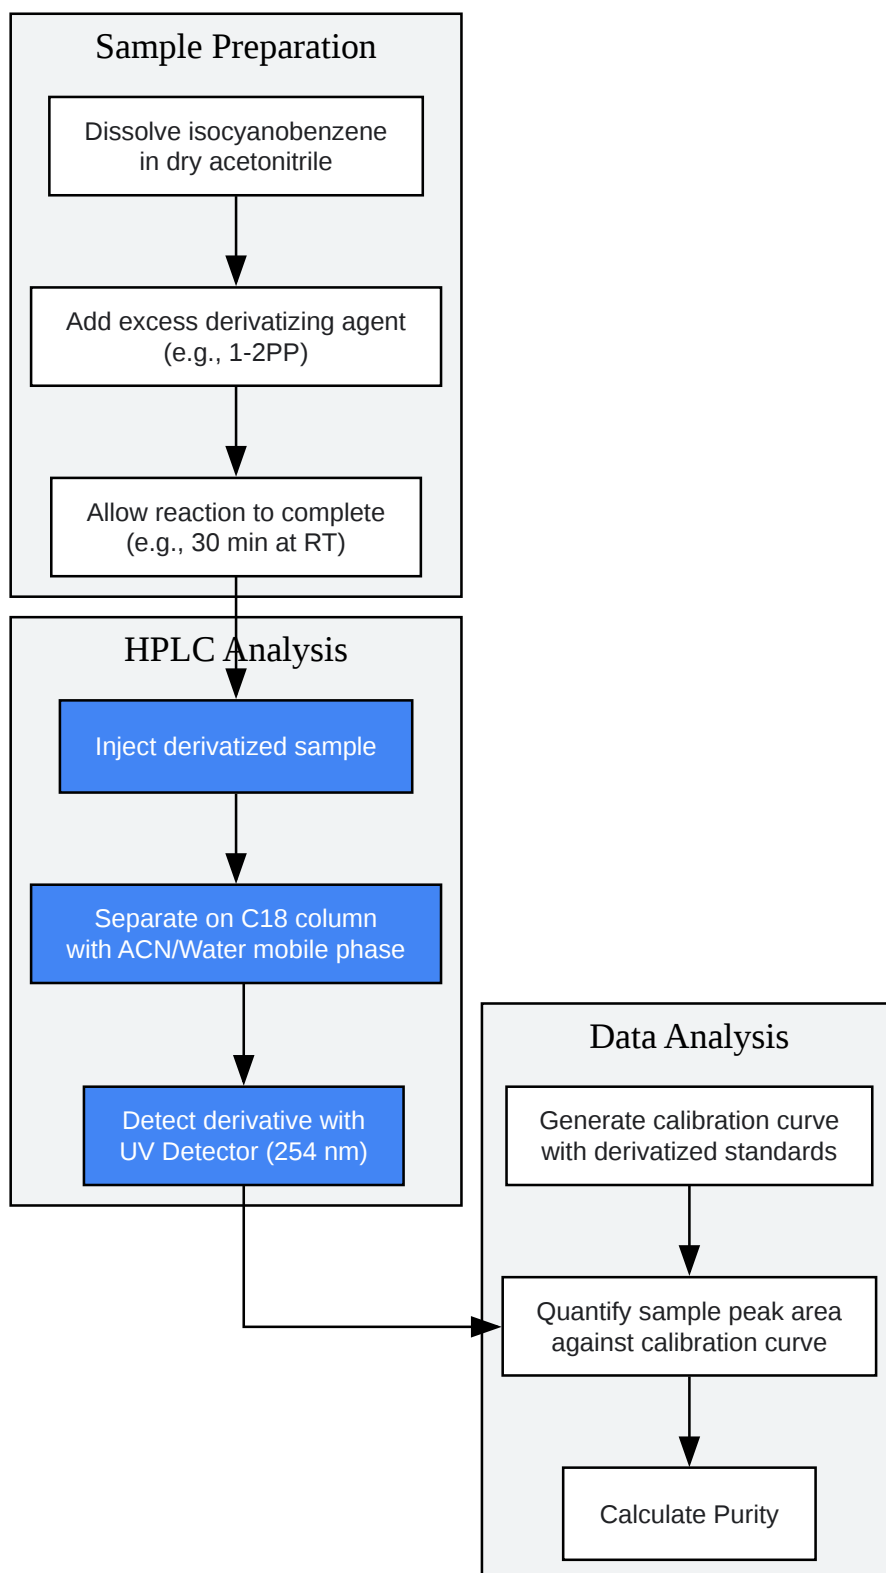 Sample Preparation
Dissolve isocyanobenzene
in dry acetonitrile
Add excess derivatizing agent
(e.g., 1-2PP)
Allow reaction to complete
(e.g., 30 min at RT)
HPLC Analysis
Inject derivatized sample
Separate on C18 column
with ACN/Water mobile phase
Detect derivative with
UV Detector (254 nm)
Data Analysis
Generate calibration curve
with derivatized standards
Quantify sample peak area
against calibration curve
Calculate Purity